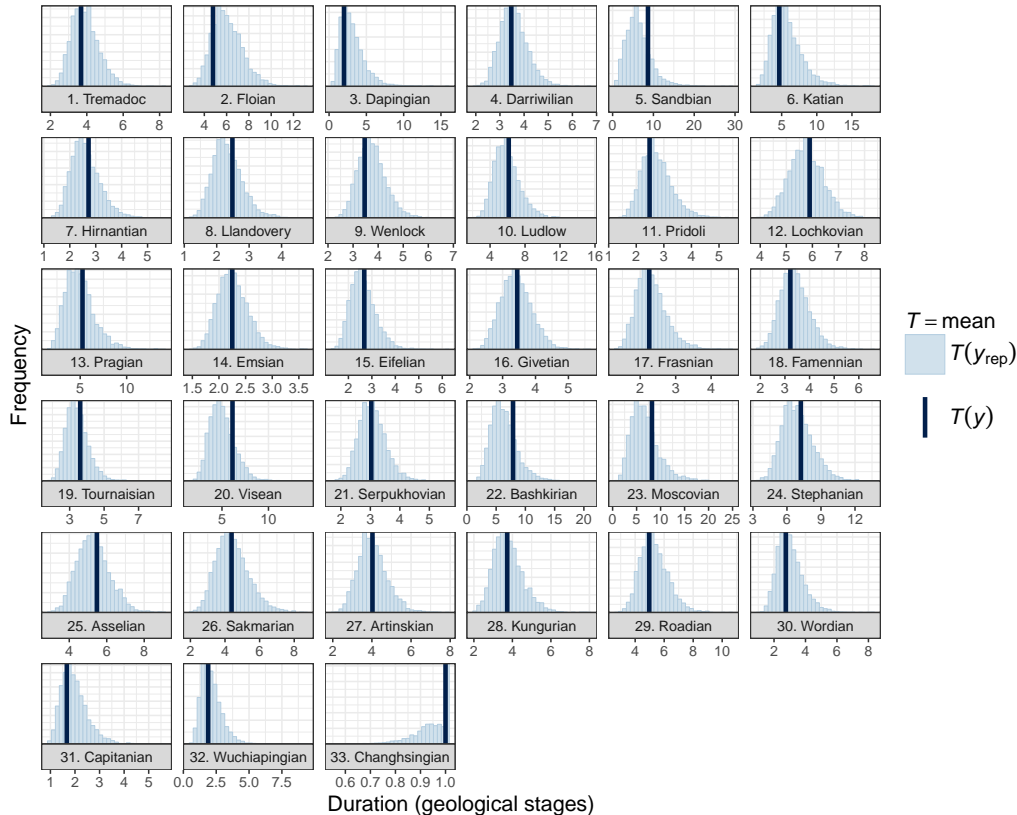 1. Tremadoc 2. Floian 3. Dapingian 4. Darriwilian 5. Sandbian 6. Katian
2 4 6 8 4 6 8 10 12 0 5 10 15 2 3 4 5 6 7 0 10 20 30 5 10 15
7. Hirnantian 8. Llandovery 9. Wenlock 10. Ludlow 11. Pridoli 12. Lochkovian
1 2 3 4 5 1 2 3 4 2 3 4 5 6 7 4 8 12 16 1 2 3 4 5 4 5 6 7 8
13. Pragian 14. Emsian 15. Eifelian 16. Givetian 17. Frasnian 18. Famennian
5 10 1.5 2.0 2.5 3.0 3.5 2 3 4 5 2 3 4 5 2 3 4 2 3 4 5 6
19. Tournaisian 20. Visean 21. Serpukhovian 22. Bashkirian 23. Moscovian 24. Stephanian
3 5 7 5 10 2 3 4 5 0 5 10 15 20 0 5 10 15 20 25 3 6 9 12
25. Asselian 26. Sakmarian 27. Artinskian 28. Kungurian 29. Roadian 30. Wordian
4 6 8 2 4 6 8 4 6 8 2 4 6 8 4 6 8 10 2 4 6 8
31. Capitanian 32. Wuchiapingian 33. Changhsingian
1 2 3 4 5 0.0 2.5 5.0 7.5 0.6 0.7 0.8 0.9 1.0
Duration (geological stages)
Frequency
T = mean
T(y_rep)
T(y)